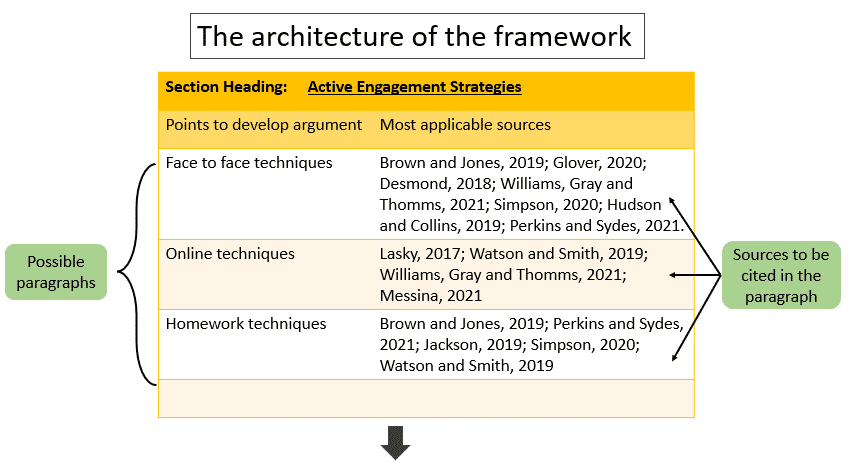 The architecture of the framework
Section Heading: Active Engagement Strategies
Points to develop argument Most applicable sources
Face to face techniques Brown and Jones, 2019; Glover, 2020;
Desmond, 2018; Williams, Gray and
Thomms, 2021; Simpson, 2020; Hudson
and Collins, 2019; Perkins and Sydes, 2021.
Online techniques Lasky, 2017; Watson and Smith, 2019;
Williams, Gray and Thomms, 2021;
Messina, 2021
Homework techniques Brown and Jones, 2019; Perkins and Sydes,
2021; Jackson, 2019; Simpson, 2020;
Watson and Smith, 2019
Possible
paragraphs
Sources to be
cited in the
paragraph